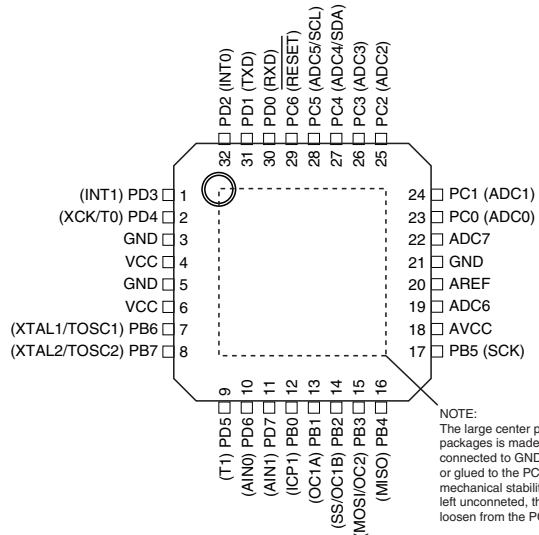 32 PD2 (INT0)
31 PD1 (TXD)
30 PD0 (RXD)
29 PC6 (RESET)
28 PC5 (ADC5/SCL)
27 PC4 (ADC4/SDA)
26 PC3 (ADC3)
25 PC2 (ADC2)
(INT1) PD3 1
(XCK/T0) PD4 2
GND 3
VCC 4
GND 5
VCC 6
(XTAL1/TOSC1) PB6 7
(XTAL2/TOSC2) PB7 8
24 PC1 (ADC1)
23 PC0 (ADC0)
22 ADC7
21 GND
20 AREF
19 ADC6
18 AVCC
17 PB5 (SCK)
(T1) PD5 9
(AIN0) PD6 10
(AIN1) PD7 11
(ICP1) PB0 12
(OC1A) PB1 13
(SS/OC1B) PB2 14
(MOSI/OC2) PB3 15
(MISO) PB4 16
NOTE:
The large center p
packages is made
connected to GND
or glued to the PC
mechanical stabilit
left unconneted, th
loosen from the PC